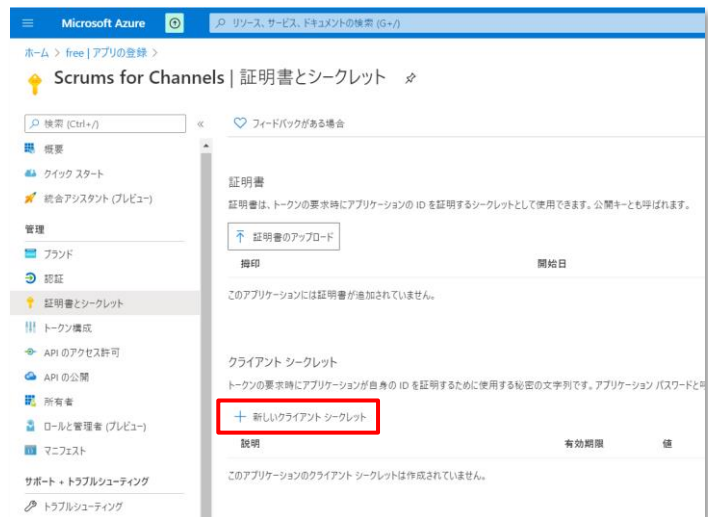 Microsoft Azure
リソース、サービス、ドキュメントの検索 (G+/)
ホーム > free | アプリの登録 >
Scrums for Channels | 証明書とシークレット
検索 (Ctrl+/)
«
フィードバックがある場合
概要
クイック スタート
統合アシスタント (プレビュー)
管理
ブランド
認証
証明書とシークレット
トークン構成
API のアクセス許可
API の公開
所有者
ロールと管理者 (プレビュー)
マニフェスト
サポート + トラブルシューティング
トラブルシューティング
証明書
証明書は、トークンの要求時にアプリケーションの ID を証明するシークレットとして使用できます。公開キーとも呼ばれます。
証明書のアップロード
拇印 開始日
このアプリケーションには証明書が追加されていません。
クライアント シークレット
トークンの要求時にアプリケーションが自身の ID を証明するために使用する秘密の文字列です。アプリケーション パスワードと呼
新しいクライアント シークレット
説明 有効期限 値
このアプリケーションのクライアント シークレットは作成されていません。